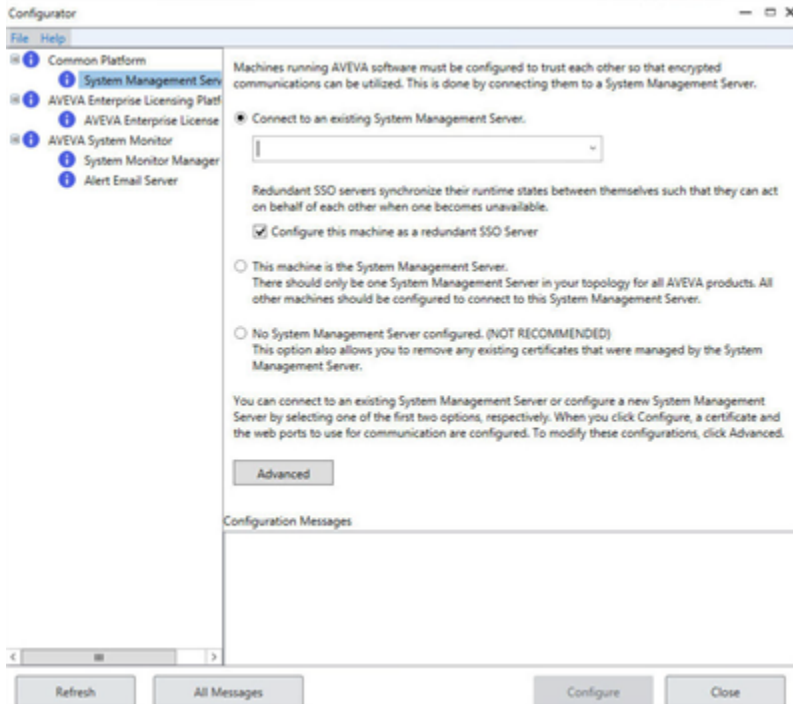 Configurator
File Help
Common Platform
System Management Serv
AVEVA Enterprise Licensing Platf
AVEVA Enterprise License
AVEVA System Monitor
System Monitor Manager
Alert Email Server
Machines running AVEVA software must be configured to trust each other so that encrypted
communications can be utilized. This is done by connecting them to a System Management Server.
Connect to an existing System Management Server.
Redundant SSO servers synchronize their runtime states between themselves such that they can act
on behalf of each other when one becomes unavailable.
Configure this machine as a redundant SSO Server
This machine is the System Management Server.
There should only be one System Management Server in your topology for all AVEVA products. All
other machines should be configured to connect to this System Management Server.
No System Management Server configured. (NOT RECOMMENDED)
This option also allows you to remove any existing certificates that were managed by the System
Management Server.
You can connect to an existing System Management Server or configure a new System Management
Server by selecting one of the first two options, respectively. When you click Configure, a certificate and
the web ports to use for communication are configured. To modify these configurations, click Advanced.
Advanced
Configuration Messages
Refresh
All Messages
Configure
Close